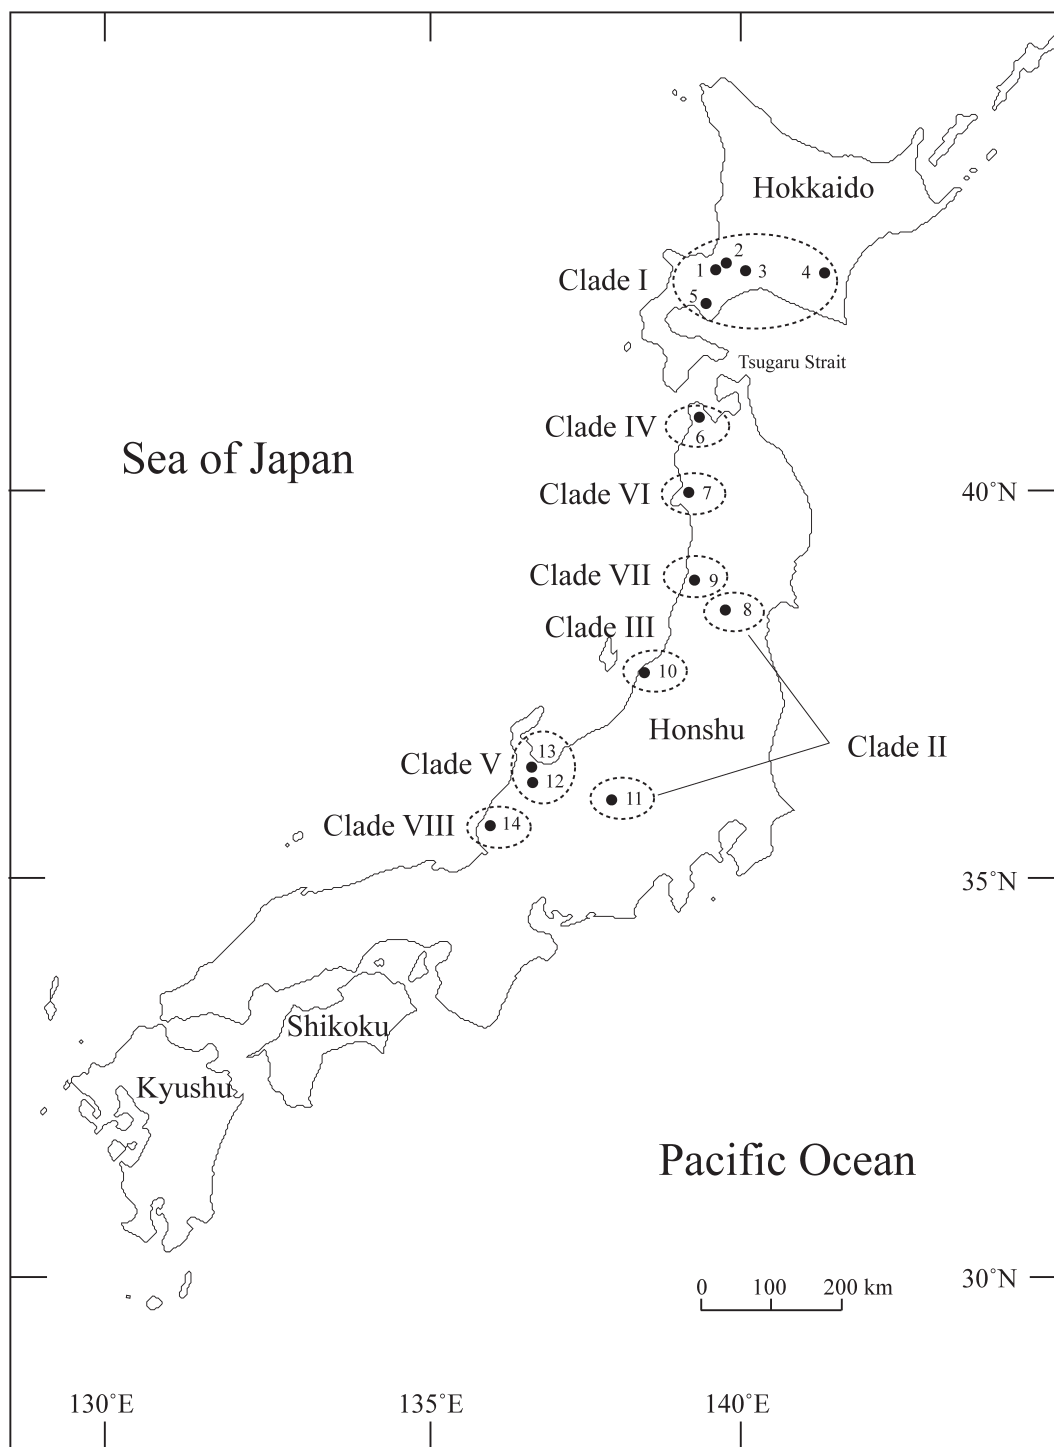 Hokkaido
2
1
3
4
Clade I
5
Tsugaru Strait
Clade IV
6
Sea of Japan
Clade VI
7
40°N
Clade VII
9
8
Clade III
10
Honshu
Clade II
13
Clade V
12
11
Clade VIII
14
35°N
Shikoku
Kyushu
Pacific Ocean
30°N
0 100 200 km
130°E 135°E 140°E